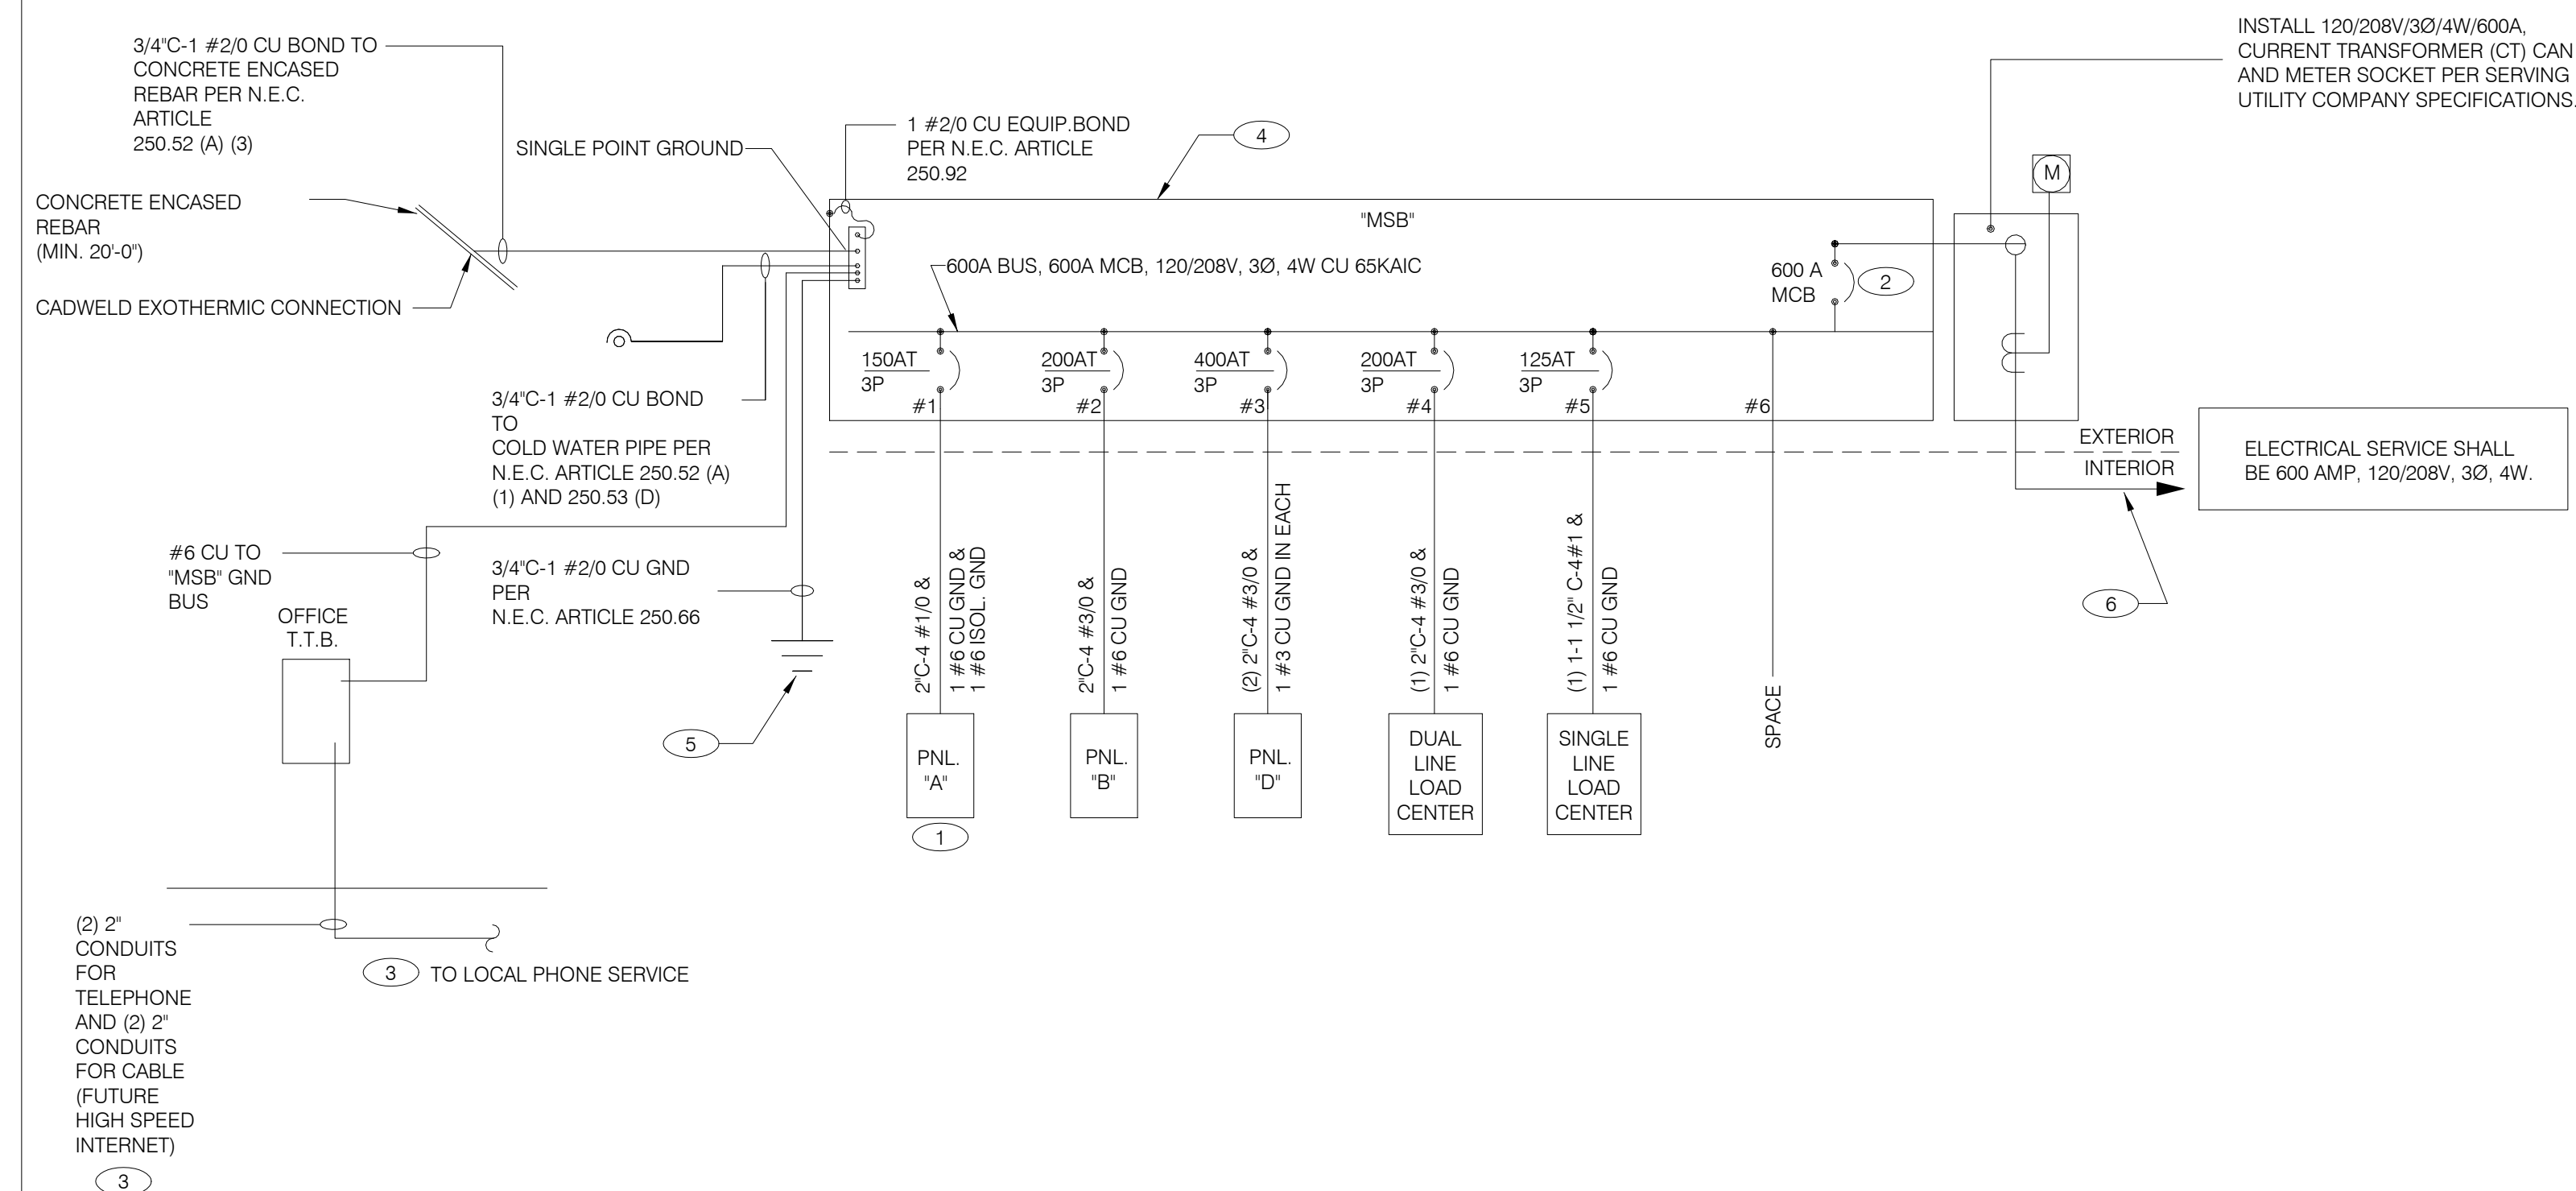 3/4"C-1 #2/0 CU BOND TO
CONCRETE ENCASED
REBAR PER N.E.C.
ARTICLE
250.52 (A) (3)
CONCRETE ENCASED
REBAR
(MIN. 20'-0")
CADWELD EXOTHERMIC CONNECTION
SINGLE POINT GROUND
1 #2/0 CU EQUIP.BOND
PER N.E.C. ARTICLE
250.92
4
INSTALL 120/208V/3Ø/4W/600A,
CURRENT TRANSFORMER (CT) CAN
AND METER SOCKET PER SERVING
UTILITY COMPANY SPECIFICATIONS.
M
"MSB"
600A BUS, 600A MCB, 120/208V, 3Ø, 4W CU 65KAIC
600 A
MCB
2
150AT
3P
#1
200AT
3P
#2
400AT
3P
#3
200AT
3P
#4
125AT
3P
#5
#6
EXTERIOR
INTERIOR
ELECTRICAL SERVICE SHALL
BE 600 AMP, 120/208V, 3Ø, 4W.
6
3/4"C-1 #2/0 CU BOND
TO
COLD WATER PIPE PER
N.E.C. ARTICLE 250.52 (A)
(1) AND 250.53 (D)
#6 CU TO
"MSB" GND
BUS
OFFICE
T.T.B.
3/4"C-1 #2/0 CU GND
PER
N.E.C. ARTICLE 250.66
5
2"C-4 #1/0 &
1 #6 CU GND &
1 #6 ISOL. GND
2"C-4 #3/0 &
1 #6 CU GND
(2) 2"C-4 #3/0 &
1 #3 CU GND IN EACH
(1) 2"C-4 #3/0 &
1 #6 CU GND
(1) 1-1 1/2" C-4#1 &
1 #6 CU GND
SPACE
PNL.
"A"
1
PNL.
"B"
PNL.
"D"
DUAL
LINE
LOAD
CENTER
SINGLE
LINE
LOAD
CENTER
(2) 2"
CONDUITS
FOR
TELEPHONE
AND (2) 2"
CONDUITS
FOR CABLE
(FUTURE
HIGH SPEED
INTERNET)
3
3 TO LOCAL PHONE SERVICE